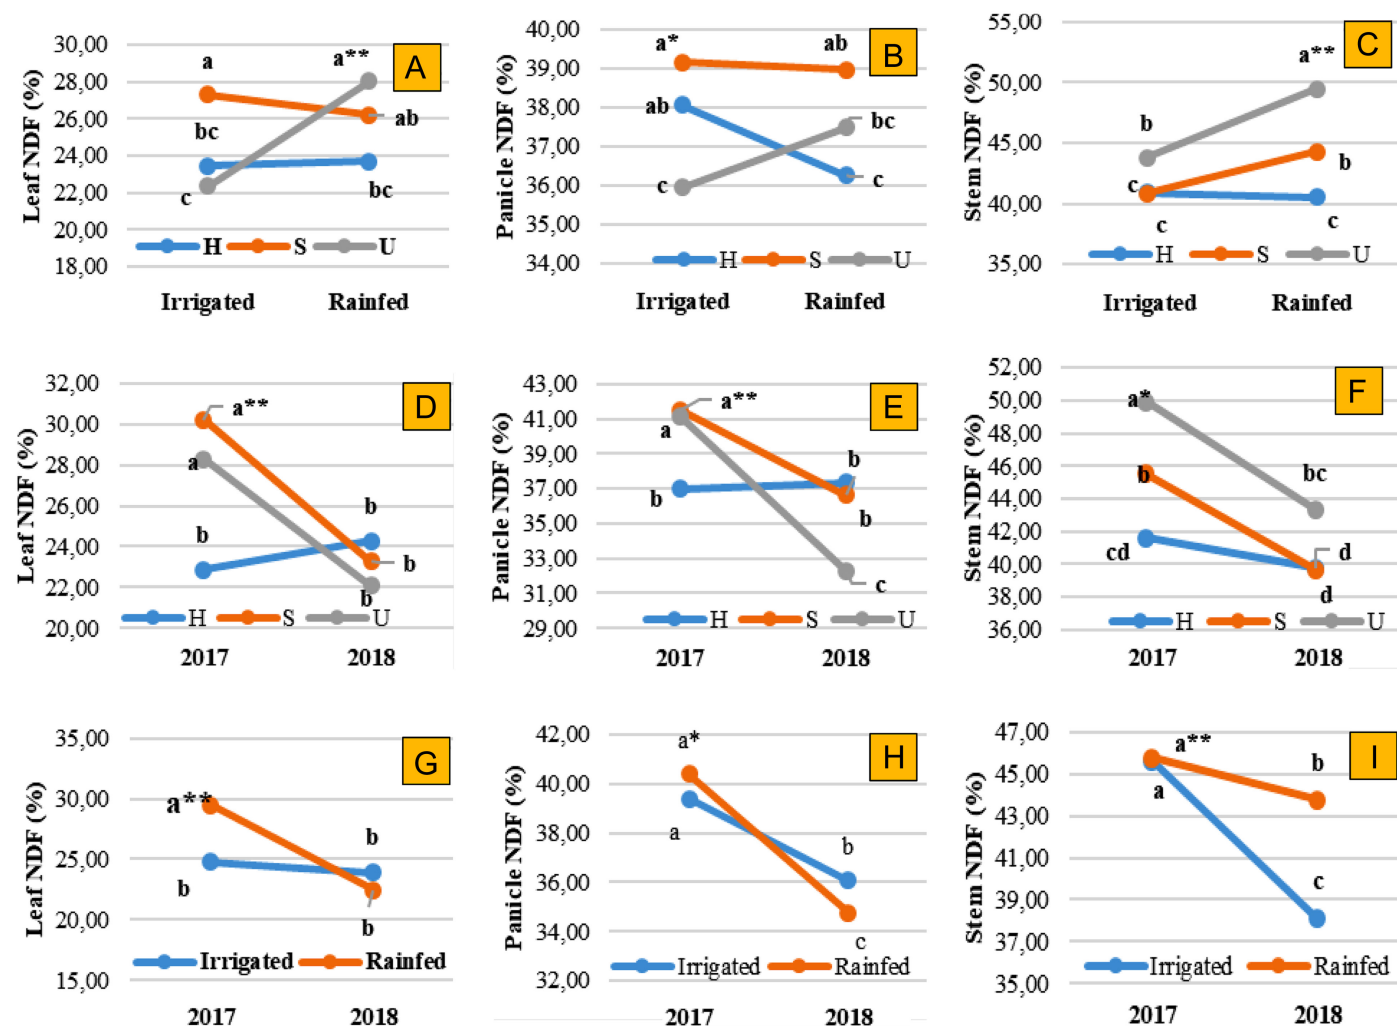 Leaf NDF (%)
30,00
28,00
26,00
24,00
22,00
20,00
18,00
a
a**
bc
ab
c
bc
H S U
Irrigated Rainfed
A
Panicle NDF (%)
40,00
39,00
38,00
37,00
36,00
35,00
34,00
a*
ab
ab
bc
c
c
H S U
Irrigated Rainfed
B
Stem NDF (%)
55,00
50,00
45,00
40,00
35,00
a**
b
b
c
c
c
H S U
Irrigated Rainfed
C
Leaf NDF (%)
32,00
30,00
28,00
26,00
24,00
22,00
20,00
a**
a
b
b
b
b
H S U
2017 2018
D
Panicle NDF (%)
43,00
41,00
39,00
37,00
35,00
33,00
31,00
29,00
a**
a
b
b
b
c
H S U
2017 2018
E
Stem NDF (%)
52,00
50,00
48,00
46,00
44,00
42,00
40,00
38,00
36,00
a*
b
bc
cd
d
d
H S U
2017 2018
F
Leaf NDF (%)
35,00
30,00
25,00
20,00
15,00
a**
b
b
b
Irrigated Rainfed
2017 2018
G
Panicle NDF (%)
42,00
40,00
38,00
36,00
34,00
32,00
a*
a
b
c
Irrigated Rainfed
2017 2018
H
Stem NDF (%)
47,00
45,00
43,00
41,00
39,00
37,00
35,00
a**
b
a
c
Irrigated Rainfed
2017 2018
I